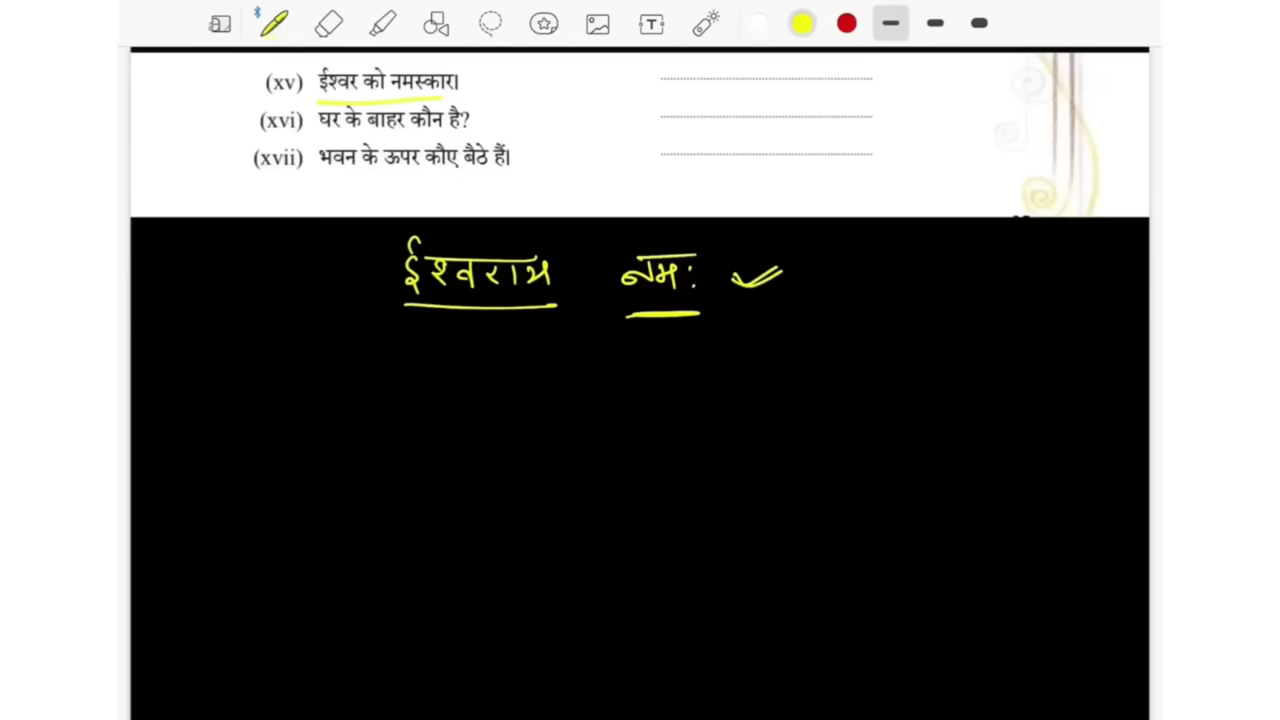 (xv) ईश्वर को नमस्कार।
(xvi) घर के बाहर कौन है?
(xvii) भवन के ऊपर कौए बैठे हैं।
ईश्वराय नमः